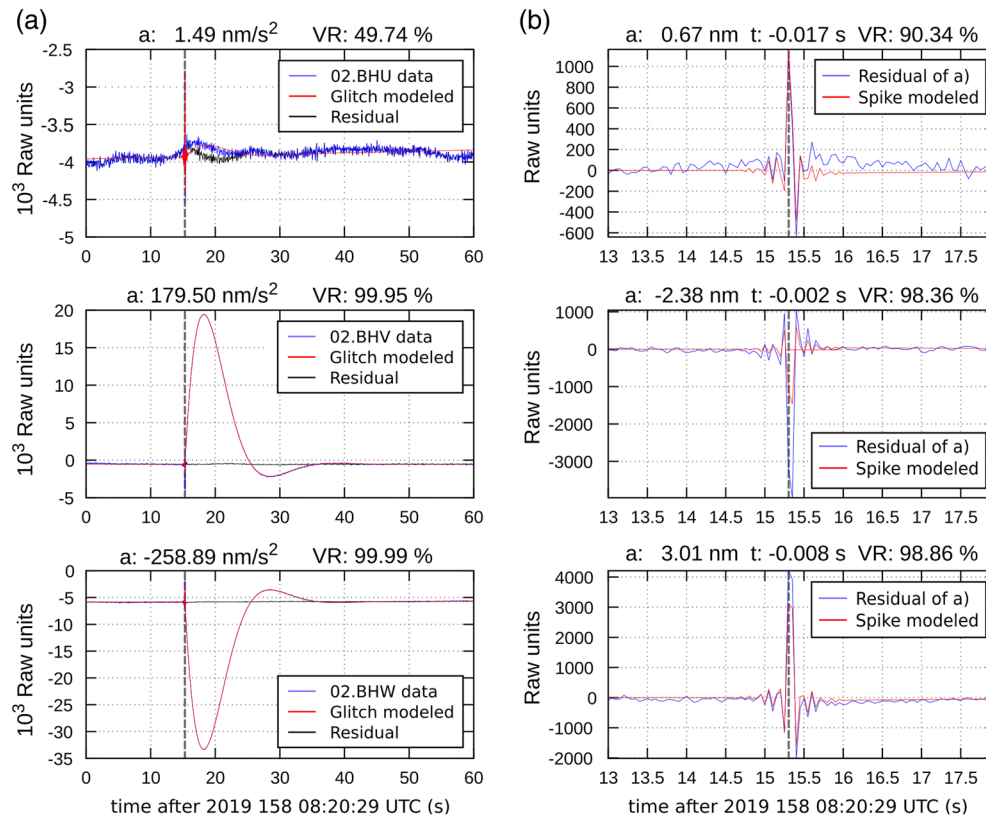 (a)
a: 1.49 nm/s² VR: 49.74 %
10³ Raw units
-2.5
-3
-3.5
-4
-4.5
-5
02.BHU data
Glitch modeled
Residual
0 10 20 30 40 50 60
a: 179.50 nm/s² VR: 99.95 %
10³ Raw units
20
15
10
5
0
-5
02.BHV data
Glitch modeled
Residual
0 10 20 30 40 50 60
a: -258.89 nm/s² VR: 99.99 %
10³ Raw units
0
-5
-10
-15
-20
-25
-30
-35
02.BHW data
Glitch modeled
Residual
0 10 20 30 40 50 60
time after 2019 158 08:20:29 UTC (s)
(b)
a: 0.67 nm t: -0.017 s VR: 90.34 %
Raw units
1000
800
600
400
200
0
-200
-400
-600
Residual of a)
Spike modeled
13 13.5 14 14.5 15 15.5 16 16.5 17 17.5
a: -2.38 nm t: -0.002 s VR: 98.36 %
Raw units
1000
0
-1000
-2000
-3000
Residual of a)
Spike modeled
13 13.5 14 14.5 15 15.5 16 16.5 17 17.5
a: 3.01 nm t: -0.008 s VR: 98.86 %
Raw units
4000
3000
2000
1000
0
-1000
-2000
Residual of a)
Spike modeled
13 13.5 14 14.5 15 15.5 16 16.5 17 17.5
time after 2019 158 08:20:29 UTC (s)